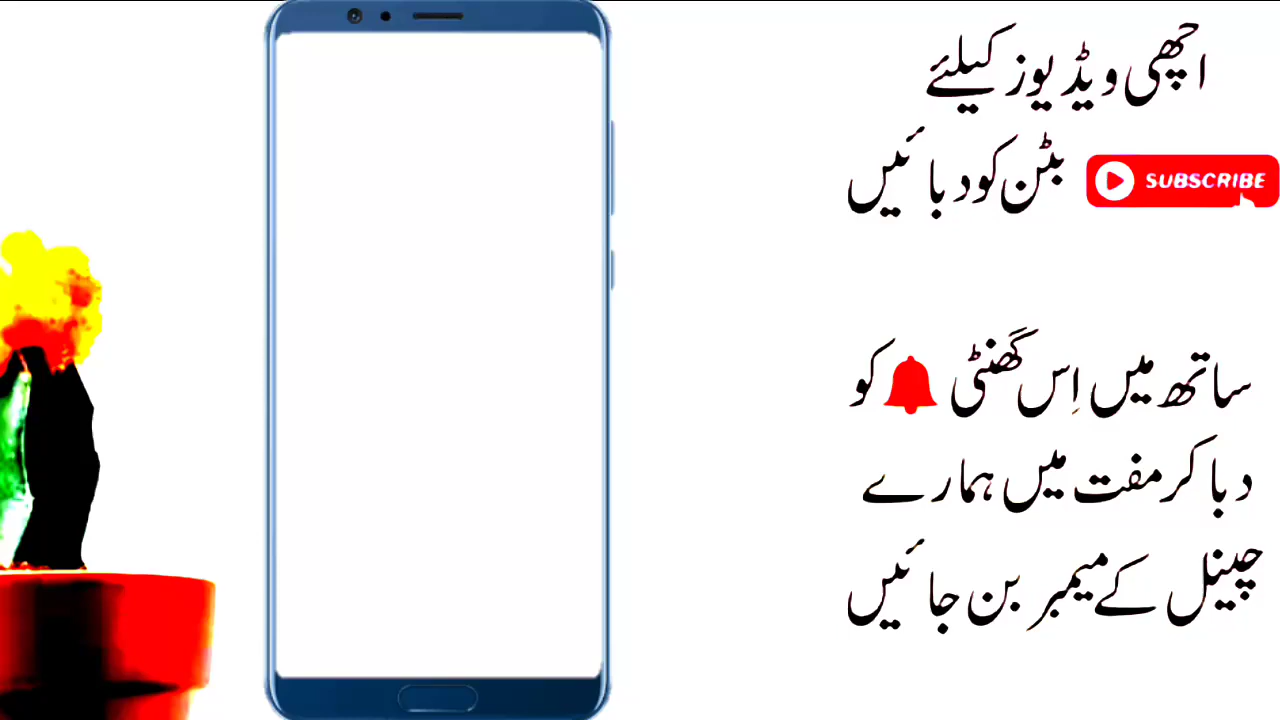 اچھی ویڈیوز کیلئے
SUBSCRIBE بٹن کو دبائیں
ساتھ میں اِس گھنٹی کو
دبا کر مفت میں ہمارے
چینل کے میمبر بن جائیں